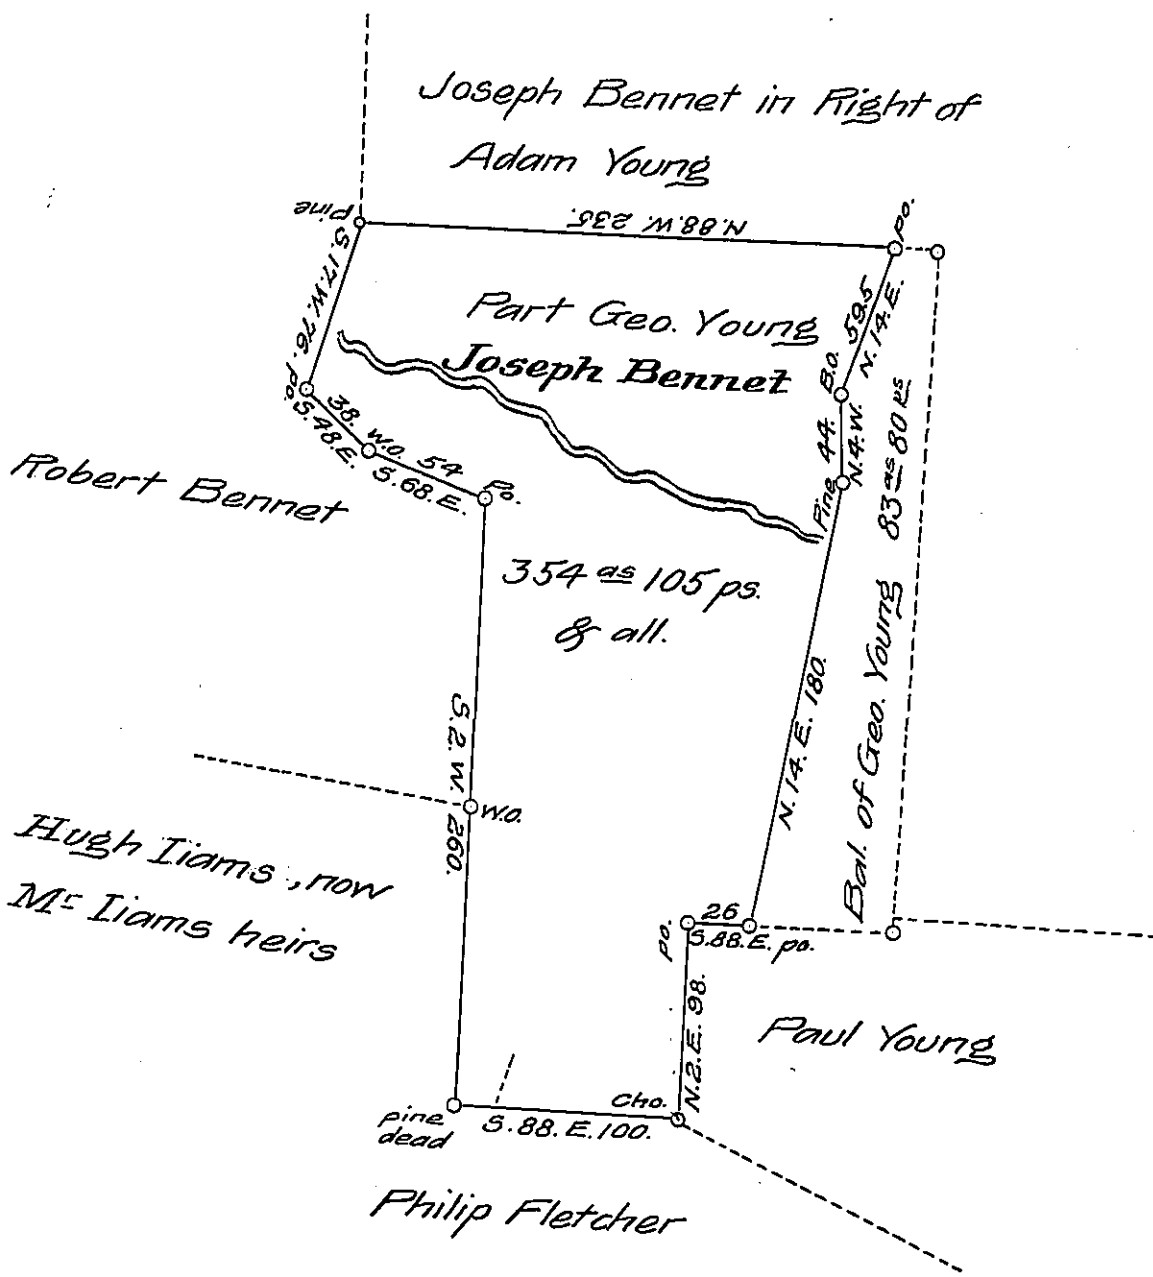 Joseph Bennet in Right of
Adam Young
Pine
N.88.W. 235.
Po.
S.17.W.76.
Part Geo. Young
Joseph Bennet
59.5
N.14.E.
B.O.
44.
N.4.W.
Pine
Po.
38.
S.48.E.
W.O.
54
S.68.E.
Po.
Robert Bennet
354 as 105 ps.
& all.
83 as 80 ps
Bal. of Geo. Young
S.2.W. 260.
W.O.
N.14.E. 180.
Hugh Iiams, now
Mr Iiams heirs
po.
26
S.88.E.
po.
N.2.E. 98.
Paul Young
Cho.
pine
dead
S.88.E.100.
Philip Fletcher